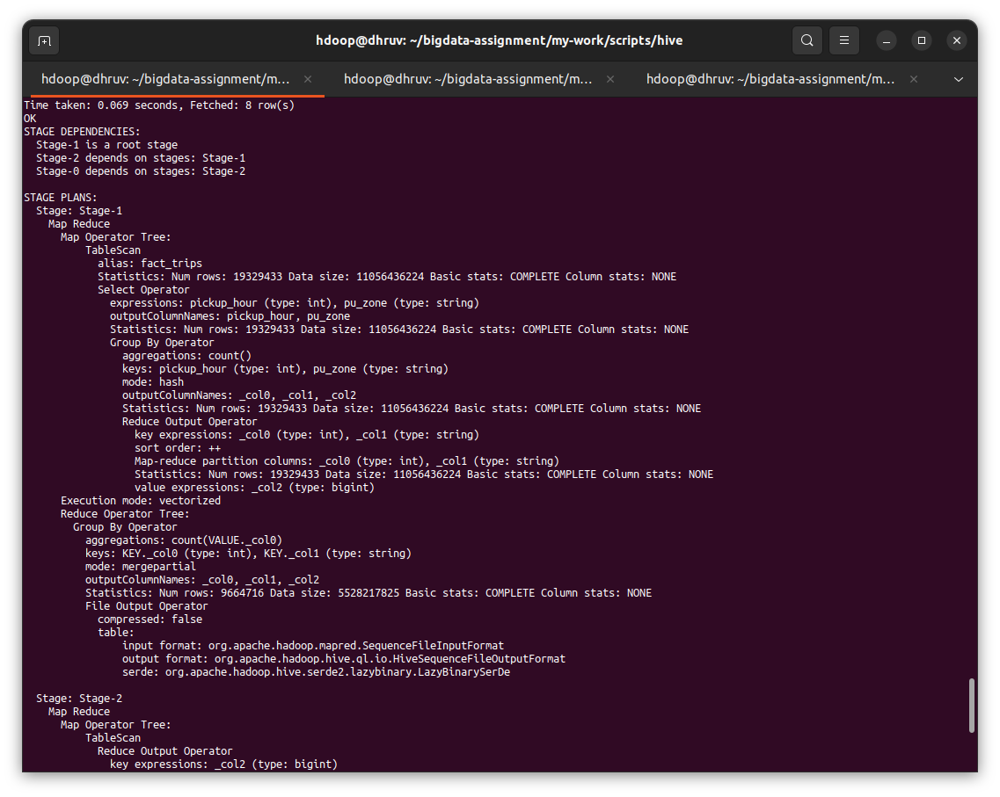 hdoop@dhruv: ~/bigdata-assignment/my-work/scripts/hive
hdoop@dhruv: ~/bigdata-assignment/m... × hdoop@dhruv: ~/bigdata-assignment/m... × hdoop@dhruv: ~/bigdata-assignment/m... ×
Time taken: 0.069 seconds, Fetched: 8 row(s)
OK
STAGE DEPENDENCIES:
  Stage-1 is a root stage
  Stage-2 depends on stages: Stage-1
  Stage-0 depends on stages: Stage-2

STAGE PLANS:
  Stage: Stage-1
    Map Reduce
      Map Operator Tree:
          TableScan
            alias: fact_trips
            Statistics: Num rows: 19329433 Data size: 11056436224 Basic stats: COMPLETE Column stats: NONE
            Select Operator
              expressions: pickup_hour (type: int), pu_zone (type: string)
              outputColumnNames: pickup_hour, pu_zone
              Statistics: Num rows: 19329433 Data size: 11056436224 Basic stats: COMPLETE Column stats: NONE
              Group By Operator
                aggregations: count()
                keys: pickup_hour (type: int), pu_zone (type: string)
                mode: hash
                outputColumnNames: _col0, _col1, _col2
                Statistics: Num rows: 19329433 Data size: 11056436224 Basic stats: COMPLETE Column stats: NONE
                Reduce Output Operator
                  key expressions: _col0 (type: int), _col1 (type: string)
                  sort order: ++
                  Map-reduce partition columns: _col0 (type: int), _col1 (type: string)
                  Statistics: Num rows: 19329433 Data size: 11056436224 Basic stats: COMPLETE Column stats: NONE
                  value expressions: _col2 (type: bigint)
      Execution mode: vectorized
      Reduce Operator Tree:
        Group By Operator
          aggregations: count(VALUE._col0)
          keys: KEY._col0 (type: int), KEY._col1 (type: string)
          mode: mergepartial
          outputColumnNames: _col0, _col1, _col2
          Statistics: Num rows: 9664716 Data size: 5528217825 Basic stats: COMPLETE Column stats: NONE
          File Output Operator
            compressed: false
            table:
                input format: org.apache.hadoop.mapred.SequenceFileInputFormat
                output format: org.apache.hadoop.hive.ql.io.HiveSequenceFileOutputFormat
                serde: org.apache.hadoop.hive.serde2.lazybinary.LazyBinarySerDe

  Stage: Stage-2
    Map Reduce
      Map Operator Tree:
          TableScan
            Reduce Output Operator
              key expressions: _col2 (type: bigint)